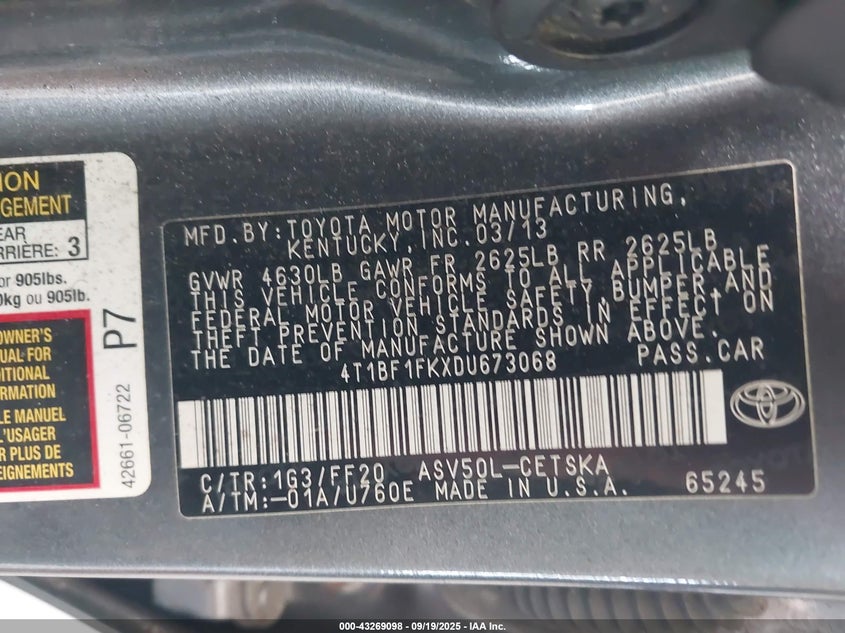 ION
GEMENT
EAR
ARRIÈRE: 3
or 905lbs.
0kg ou 905lb.
OWNER'S
UAL FOR
DITIONAL
RMATION
LE MANUEL
L'USAGER
R PLUS DE
SEIGNEMENTS
P7
42661-06722
MFD. BY: TOYOTA MOTOR MANUFACTURING,
KENTUCKY, INC. 03/13
GVWR 4630LB GAWR FR 2625LB RR 2625LB
THIS VEHICLE CONFORMS TO ALL APPLICABLE
FEDERAL MOTOR VEHICLE SAFETY, BUMPER, AND
THEFT PREVENTION STANDARDS IN EFFECT ON
THE DATE OF MANUFACTURE SHOWN ABOVE.
4T1BF1FKXDU673068 PASS. CAR
C/TR: 1G3/FF20 ASV50L-CETSKA
A/TM: -01A/U760E MADE IN U.S.A. 65245
000-43269098 - 09/19/2025 - IAA Inc.